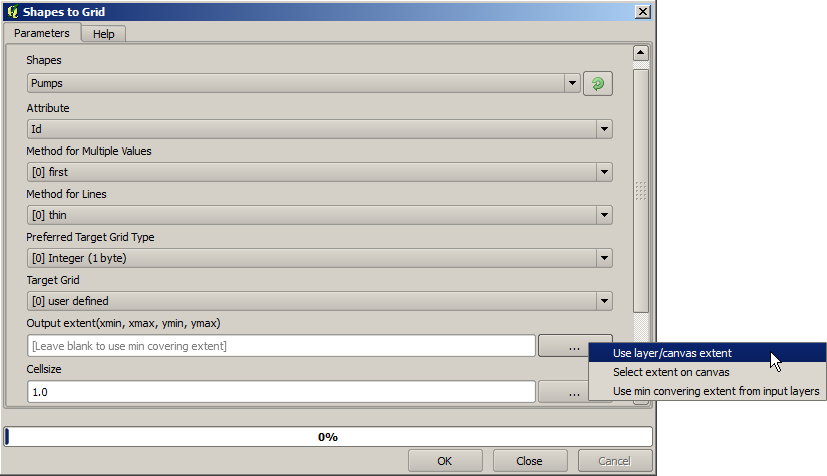 Shapes to Grid
Parameters
Help
Shapes
Pumps
Attribute
Id
Method for Multiple Values
[0] first
Method for Lines
[0] thin
Preferred Target Grid Type
[0] Integer (1 byte)
Target Grid
[0] user defined
Output extent(xmin, xmax, ymin, ymax)
[Leave blank to use min covering extent]
...
Use layer/canvas extent
Select extent on canvas
Use min convering extent from input layers
Cellsize
1.0
...
0%
OK
Close
Cancel